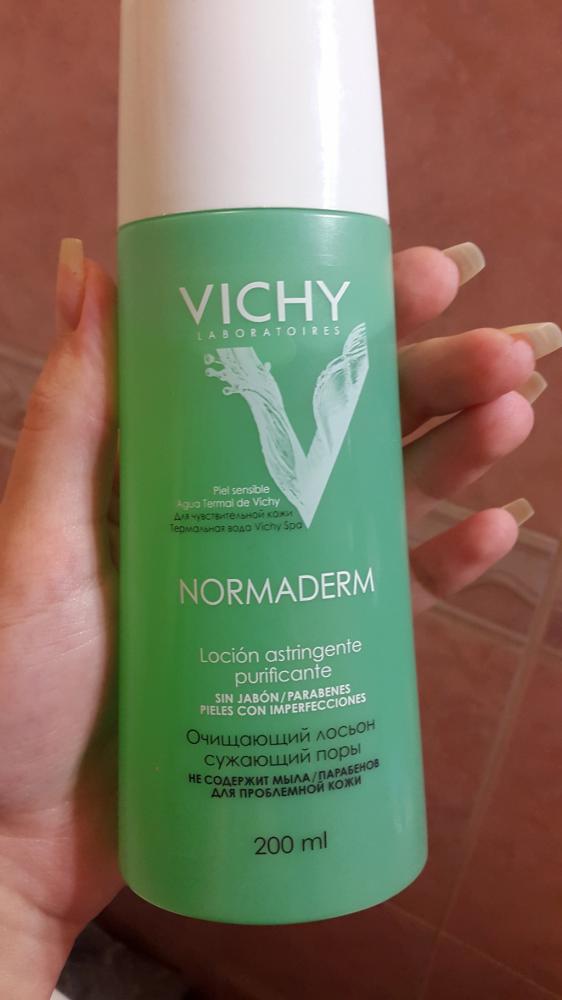 VICHY
LABORATOIRES
Piel sensible
Agua Termal de Vichy
Для чувствительной кожи
Термальная вода Vichy Spa
NORMADERM
Loción astringente
purificante
SIN JABÓN/PARABENES
PIELES CON IMPERFECCIONES
Очищающий лосьон
сужающий поры
НЕ СОДЕРЖИТ МЫЛА/ПАРАБЕНОВ
ДЛЯ ПРОБЛЕМНОЙ КОЖИ
200 ml